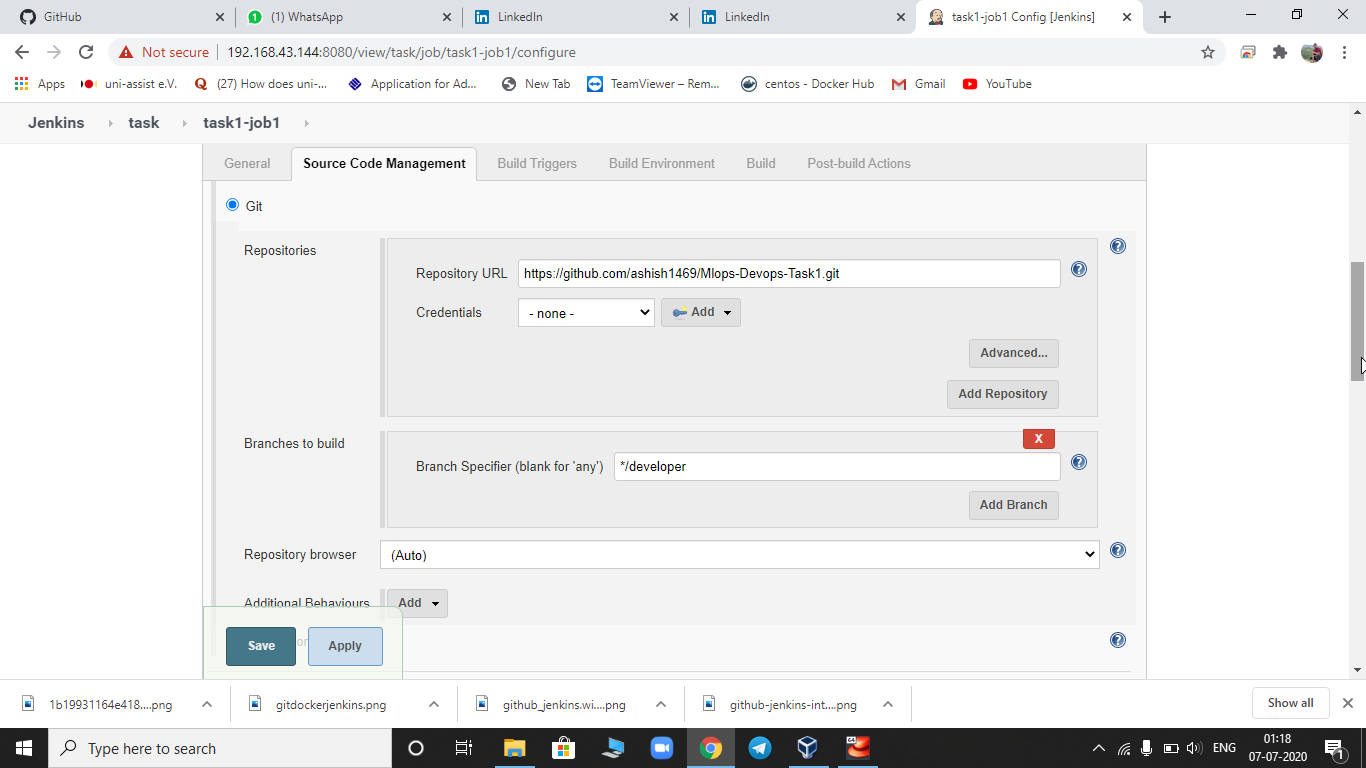 GitHub
(1) WhatsApp
LinkedIn
LinkedIn
task1-job1 Config [Jenkins]
Not secure
192.168.43.144:8080/view/task/job/task1-job1/configure
Apps
uni-assist e.V.
(27) How does uni-...
Application for Ad...
New Tab
TeamViewer – Rem...
centos - Docker Hub
Gmail
YouTube
Jenkins
task
task1-job1
General
Source Code Management
Build Triggers
Build Environment
Build
Post-build Actions
Git
Repositories
Repository URL
https://github.com/ashish1469/Mlops-Devops-Task1.git
Credentials
- none -
Add
Advanced...
Add Repository
Branches to build
X
Branch Specifier (blank for 'any')
*/developer
Add Branch
Repository browser
(Auto)
Additional Behaviours
Add
Save
Apply
1b19931164e418....png
gitdockerjenkins.png
github_jenkins.wi....png
github-jenkins-int....png
Show all
Type here to search
ENG
01:18
07-07-2020
1